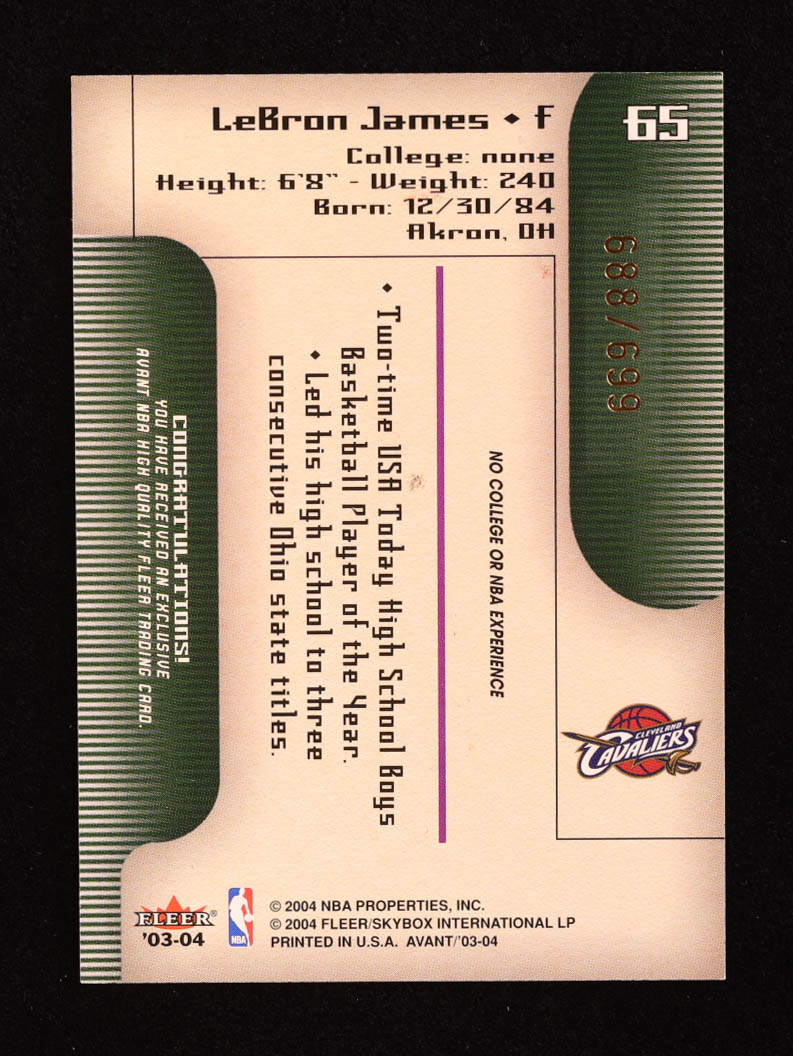 65
LeBron James ◆ F
College: none
Height: 6'8" - Weight: 240
Born: 12/30/84
Akron, OH
688/699
NO COLLEGE OR NBA EXPERIENCE
◆ Two-time USA Today High School Boys
Basketball Player of the Year.
◆ Led his high school to three
consecutive Ohio state titles.
CONGRATULATIONS!
YOU HAVE RECEIVED AN EXCLUSIVE
AVANT NBA HIGH QUALITY FLEER TRADING CARD.
CLEVELAND
CAVALIERS
FLEER®
'03-04
NBA
© 2004 NBA PROPERTIES, INC.
© 2004 FLEER/SKYBOX INTERNATIONAL LP
PRINTED IN U.S.A. AVANT/'03-04